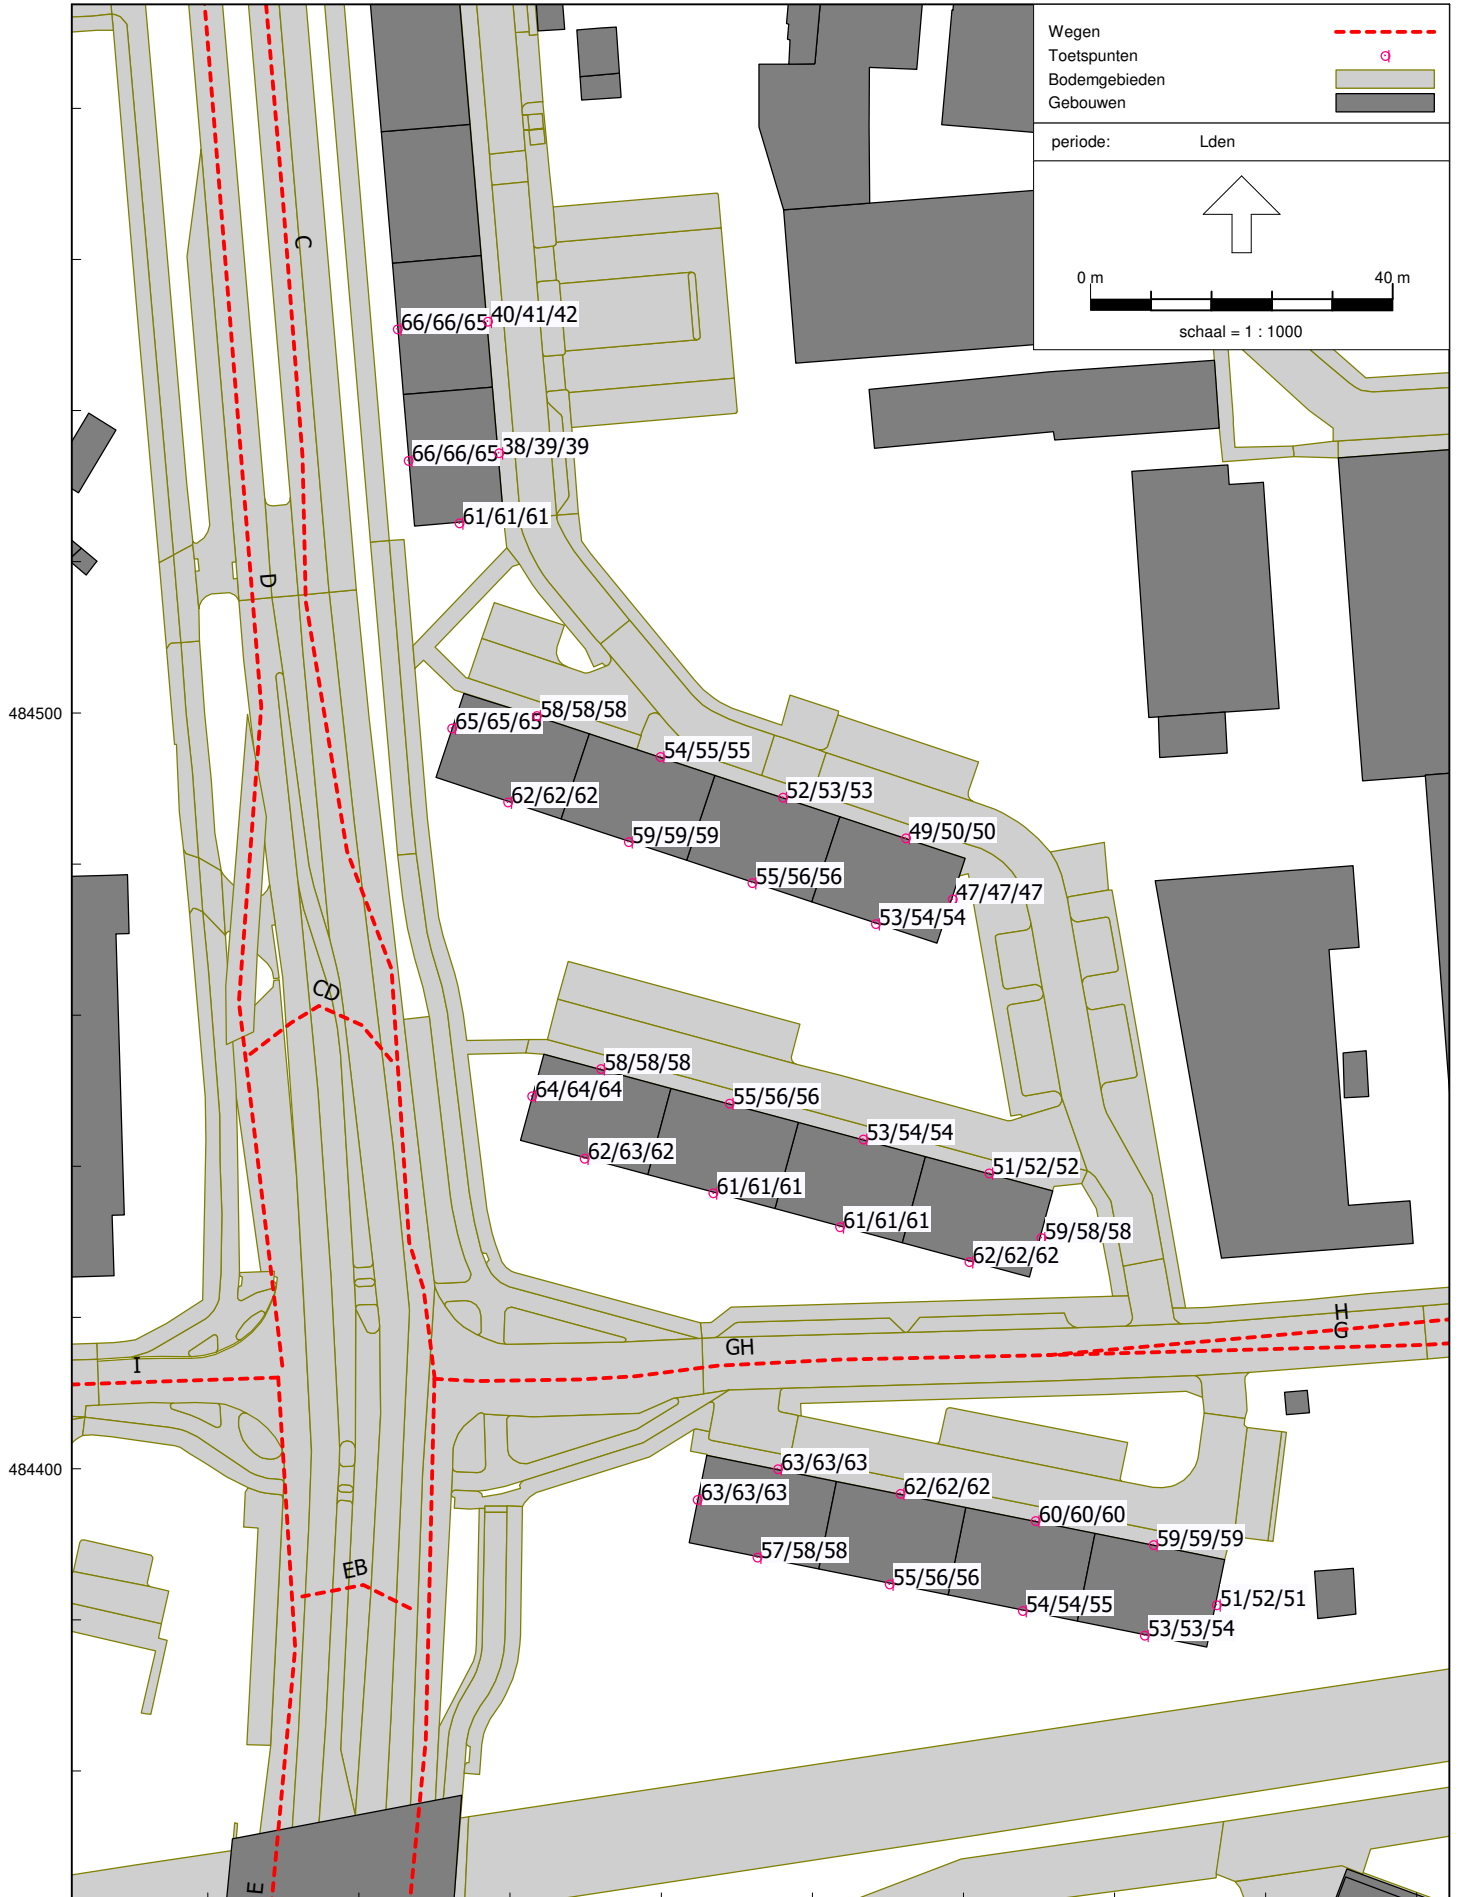 Wegen
Toetspunten
Bodemgebieden
Gebouwen
periode: Lden
0 m 40 m
schaal = 1 : 1000
C
66/66/65 40/41/42
66/66/65 38/39/39
61/61/61
D
484500
65/65/65 58/58/58
54/55/55
62/62/62 52/53/53
59/59/59 49/50/50
55/56/56 47/47/47
53/54/54
CD
58/58/58
64/64/64 55/56/56
53/54/54
62/63/62 51/52/52
61/61/61
61/61/61 59/58/58
62/62/62
H
G
GH
I
484400
63/63/63
63/63/63 62/62/62
60/60/60
57/58/58 59/59/59
EB
55/56/56
54/54/55 51/52/51
53/53/54
E